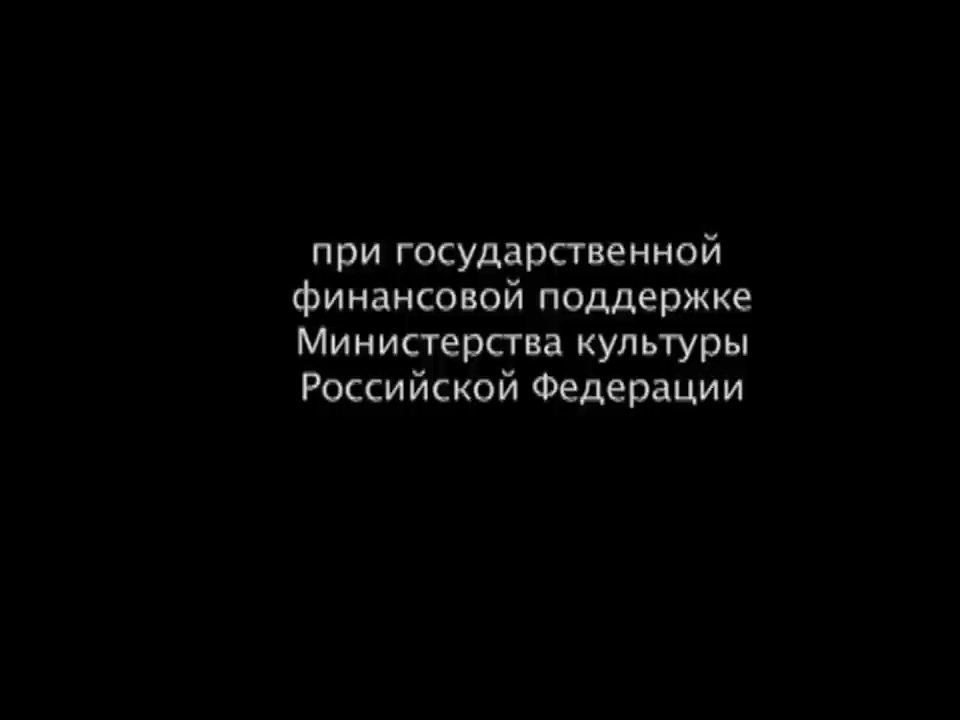 при государственной
финансовой поддержке
Министерства культуры
Российской Федерации